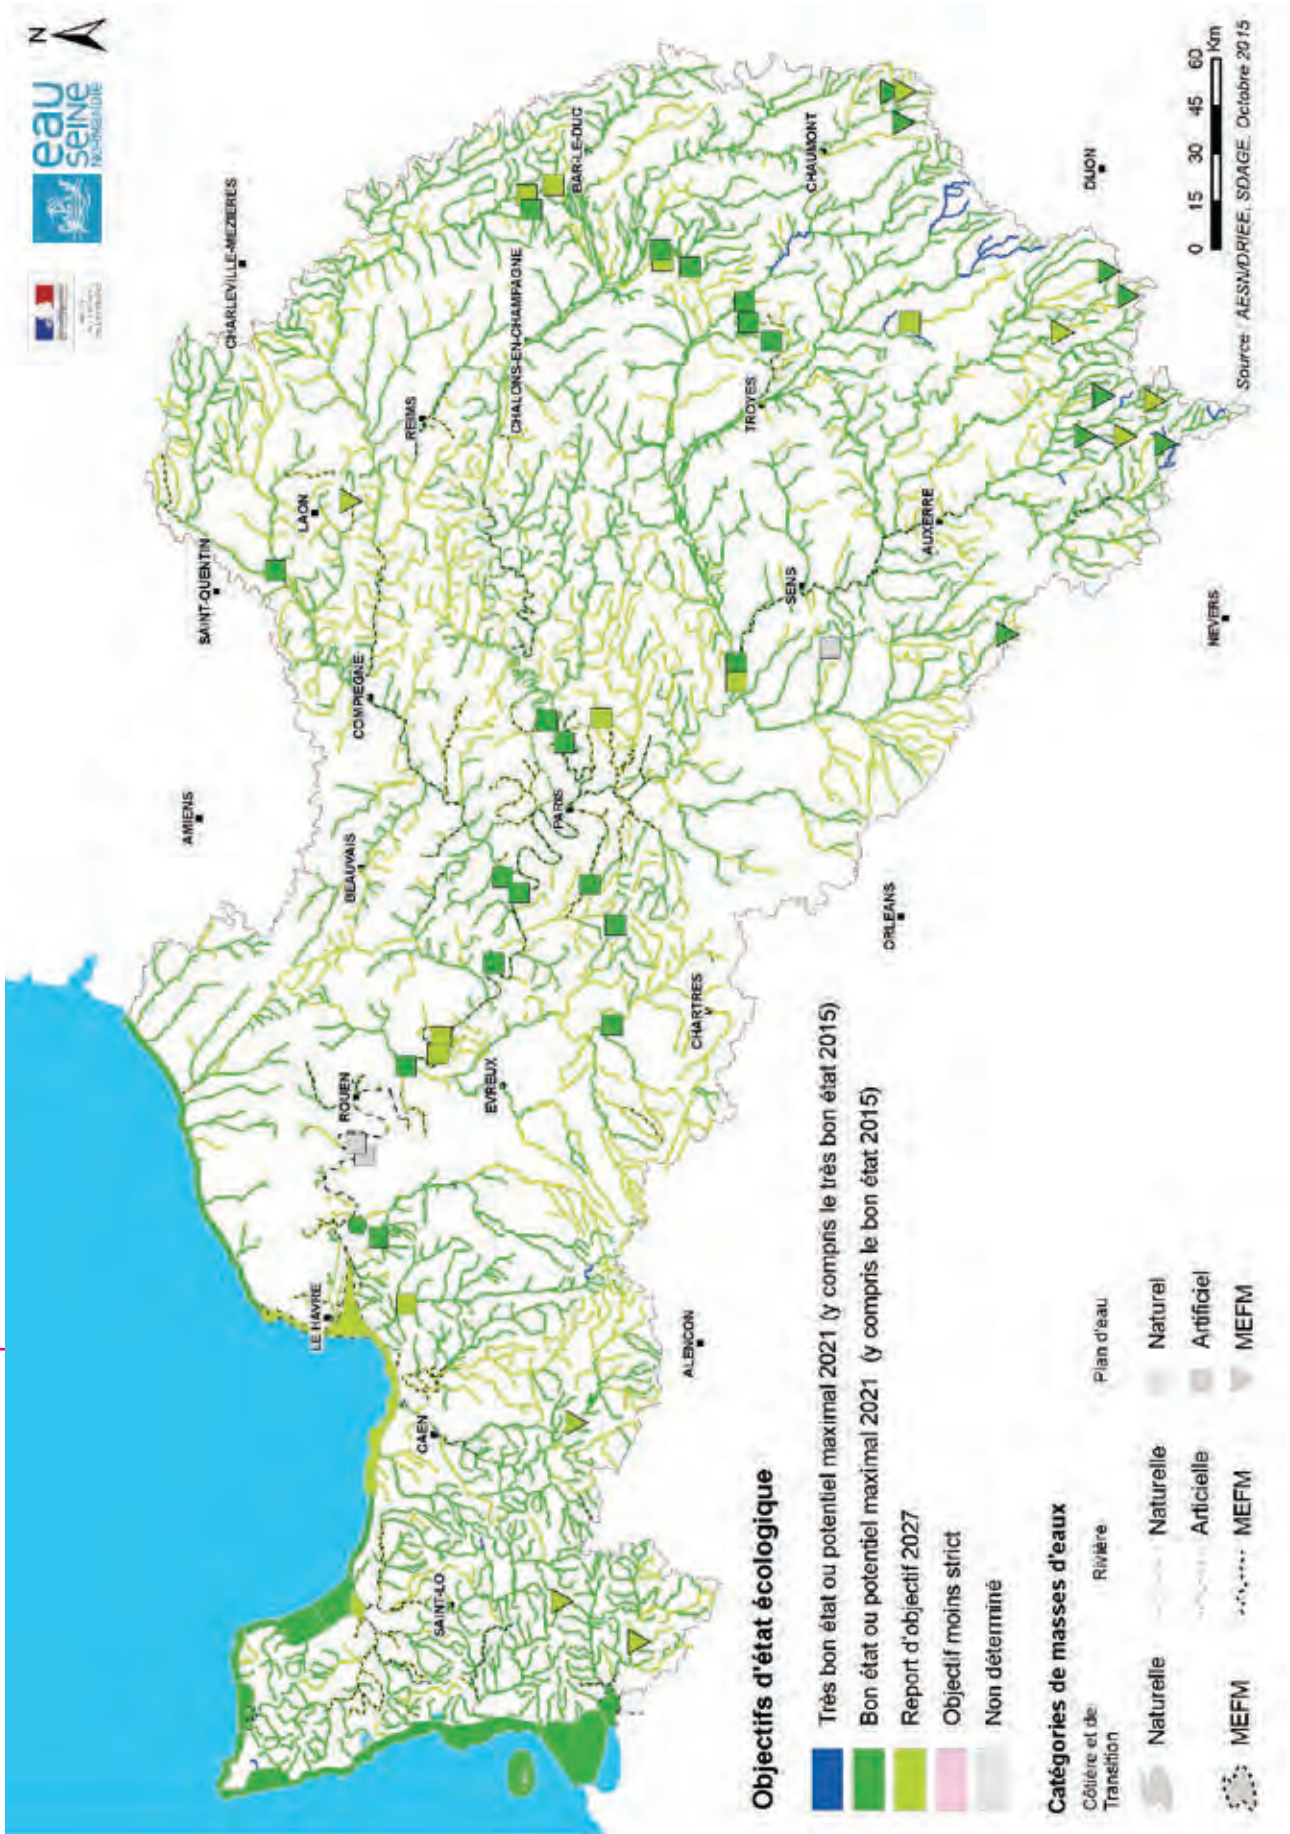 N
eau
seine
NORMANDIE
CHARLEVILLE-MEZIERES
SAINT-QUENTIN
LAON
AMIENS
COMPIEGNE
REIMS
BEAUVAIS
ROUEN
LE HAVRE
CHALONS-EN-CHAMPAGNE
BAR-LE-DUC
PARIS
EVREUX
CAEN
SAINT-LO
CHARTRES
ALENCON
TROYES
SENS
CHAUMONT
ORLEANS
AUXERRE
DIJON
NEVERS
0 15 30 45 60
Km
Source : AESN/DRIEE, SDAGE, Octobre 2015
Objectifs d'état écologique
Très bon état ou potentiel maximal 2021 (y compris le très bon état 2015)
Bon état ou potentiel maximal 2021 (y compris le bon état 2015)
Report d'objectif 2027
Objectif moins strict
Non déterminé
Catégories de masses d'eaux
Côtière et de
Transition
Rivière
Plan d'eau
Naturelle
Naturelle
Naturel
Articielle
Artificiel
MEFM
MEFM
MEFM